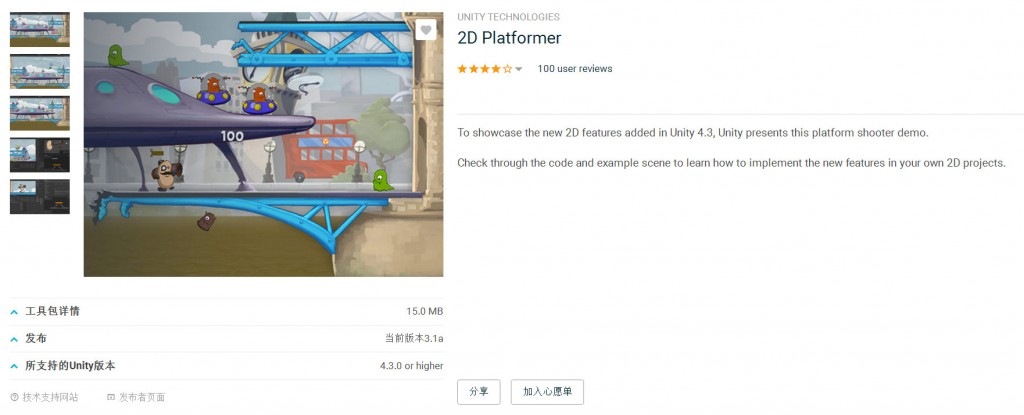 UNITY TECHNOLOGIES
2D Platformer
100 user reviews
To showcase the new 2D features added in Unity 4.3, Unity presents this platform shooter demo.
Check through the code and example scene to learn how to implement the new features in your own 2D projects.
100
工具包详情 15.0 MB
发布 当前版本3.1a
所支持的Unity版本 4.3.0 or higher
技术支持网站 发布者页面
分享 加入心愿单